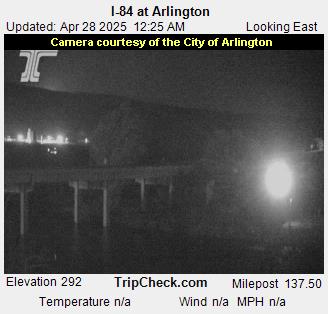 I-84 at Arlington
Updated: Apr 28 2025 12:25 AM Looking East
Camera courtesy of the City of Arlington
Elevation 292 TripCheck.com Milepost 137.50
Temperature n/a Wind n/a MPH n/a